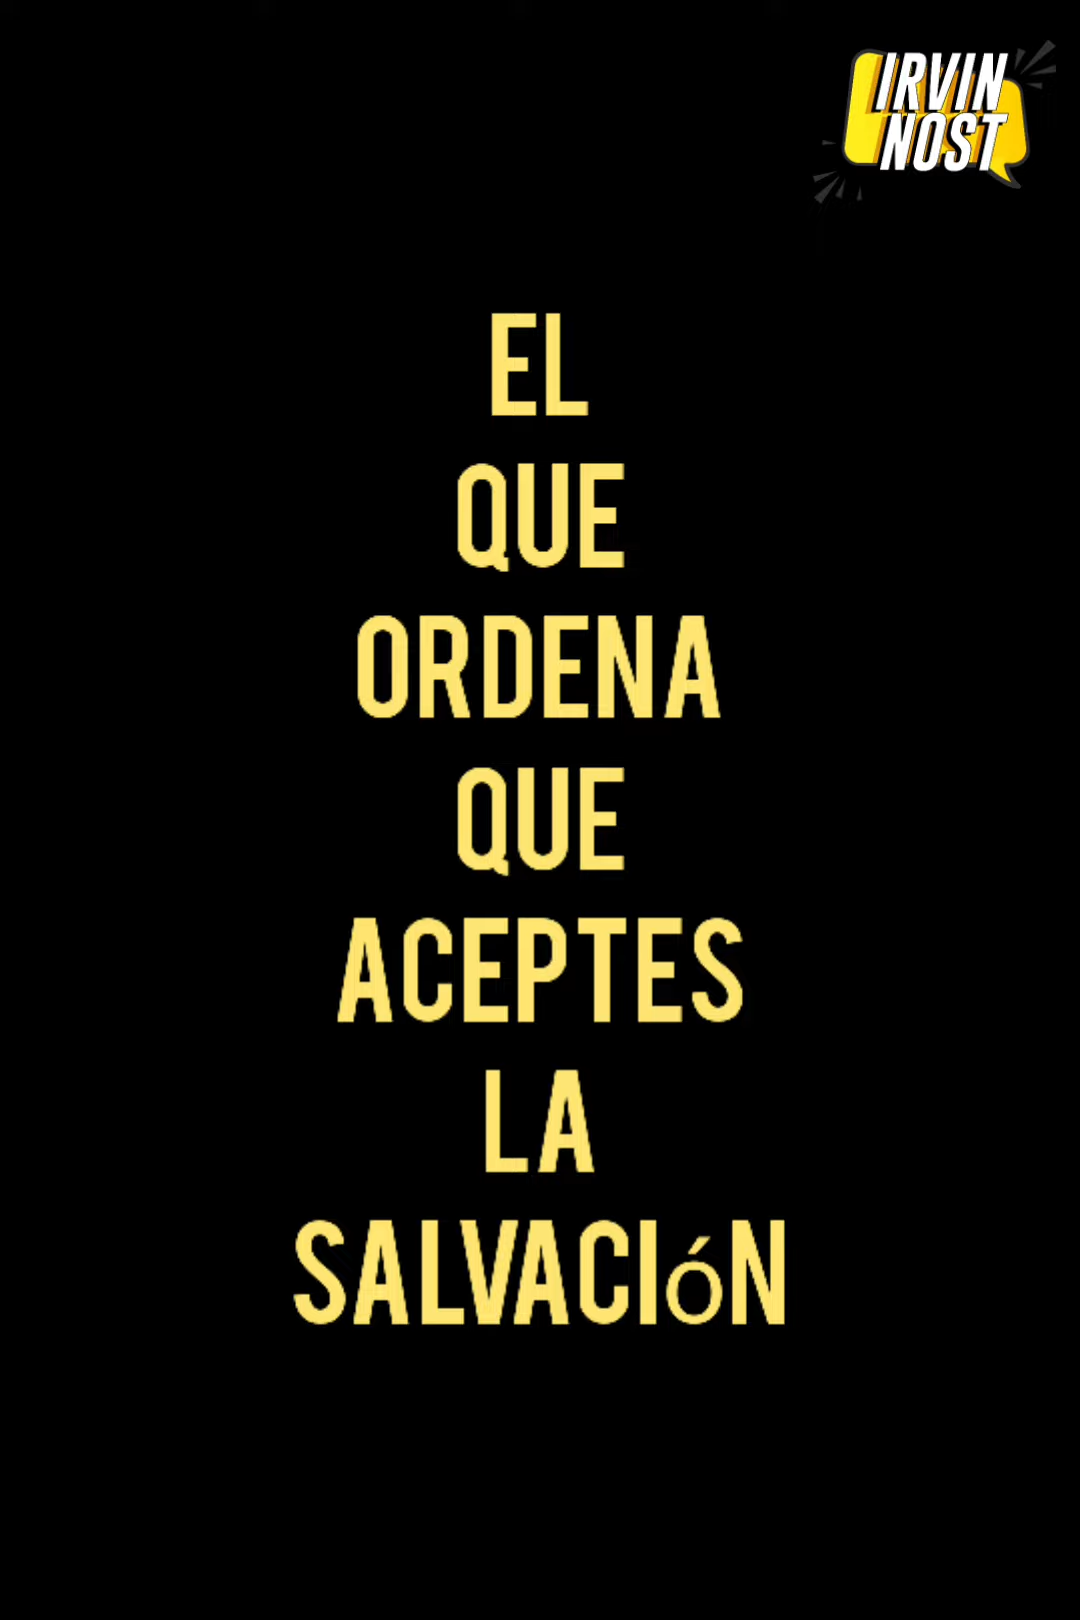 IRVIN
NOST
EL
QUE
ORDENA
QUE
ACEPTES
LA
SALVACIóN